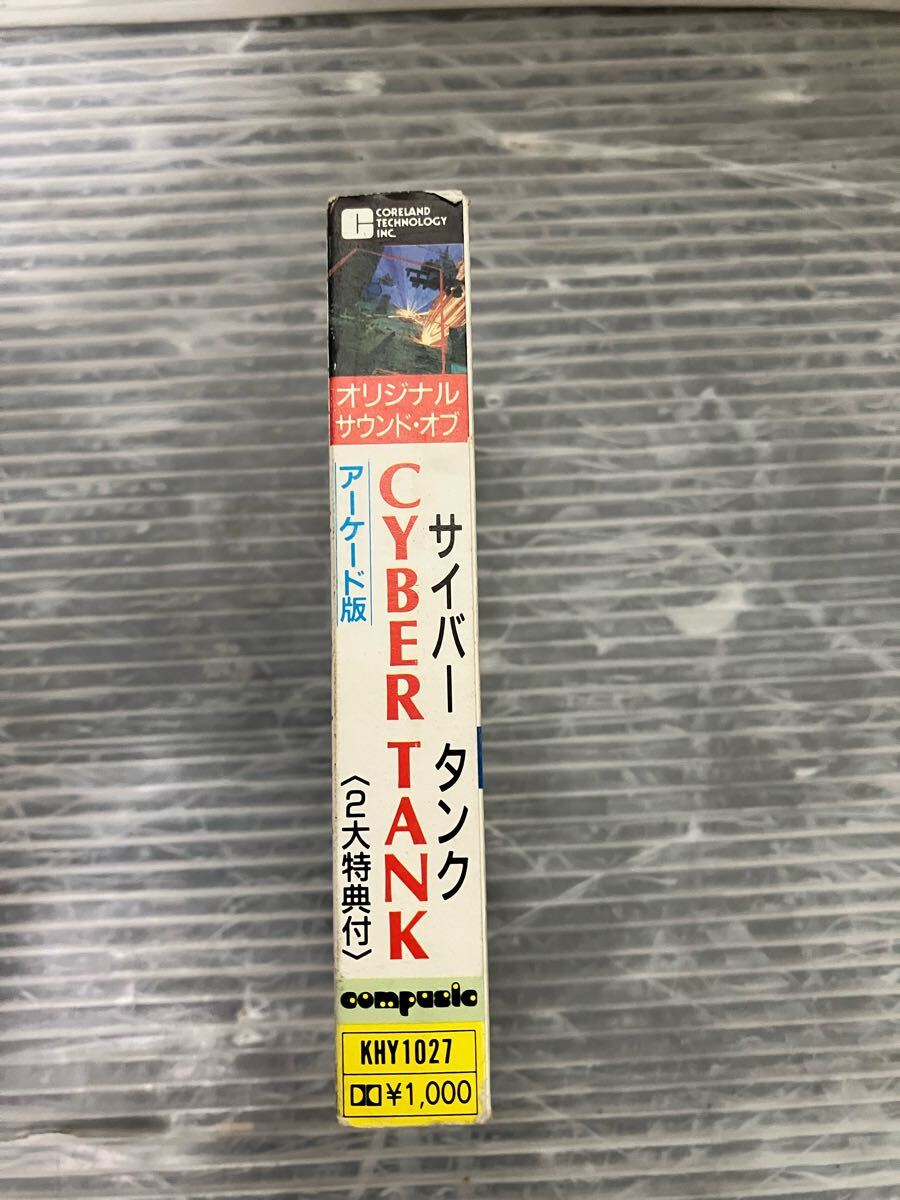 CORELAND
TECHNOLOGY
INC.
オリジナル
サウンド・オブ
サイバー タンク
CYBER TANK
アーケード版
〈2大特典付〉
compusic
KHY1027
¥1,000